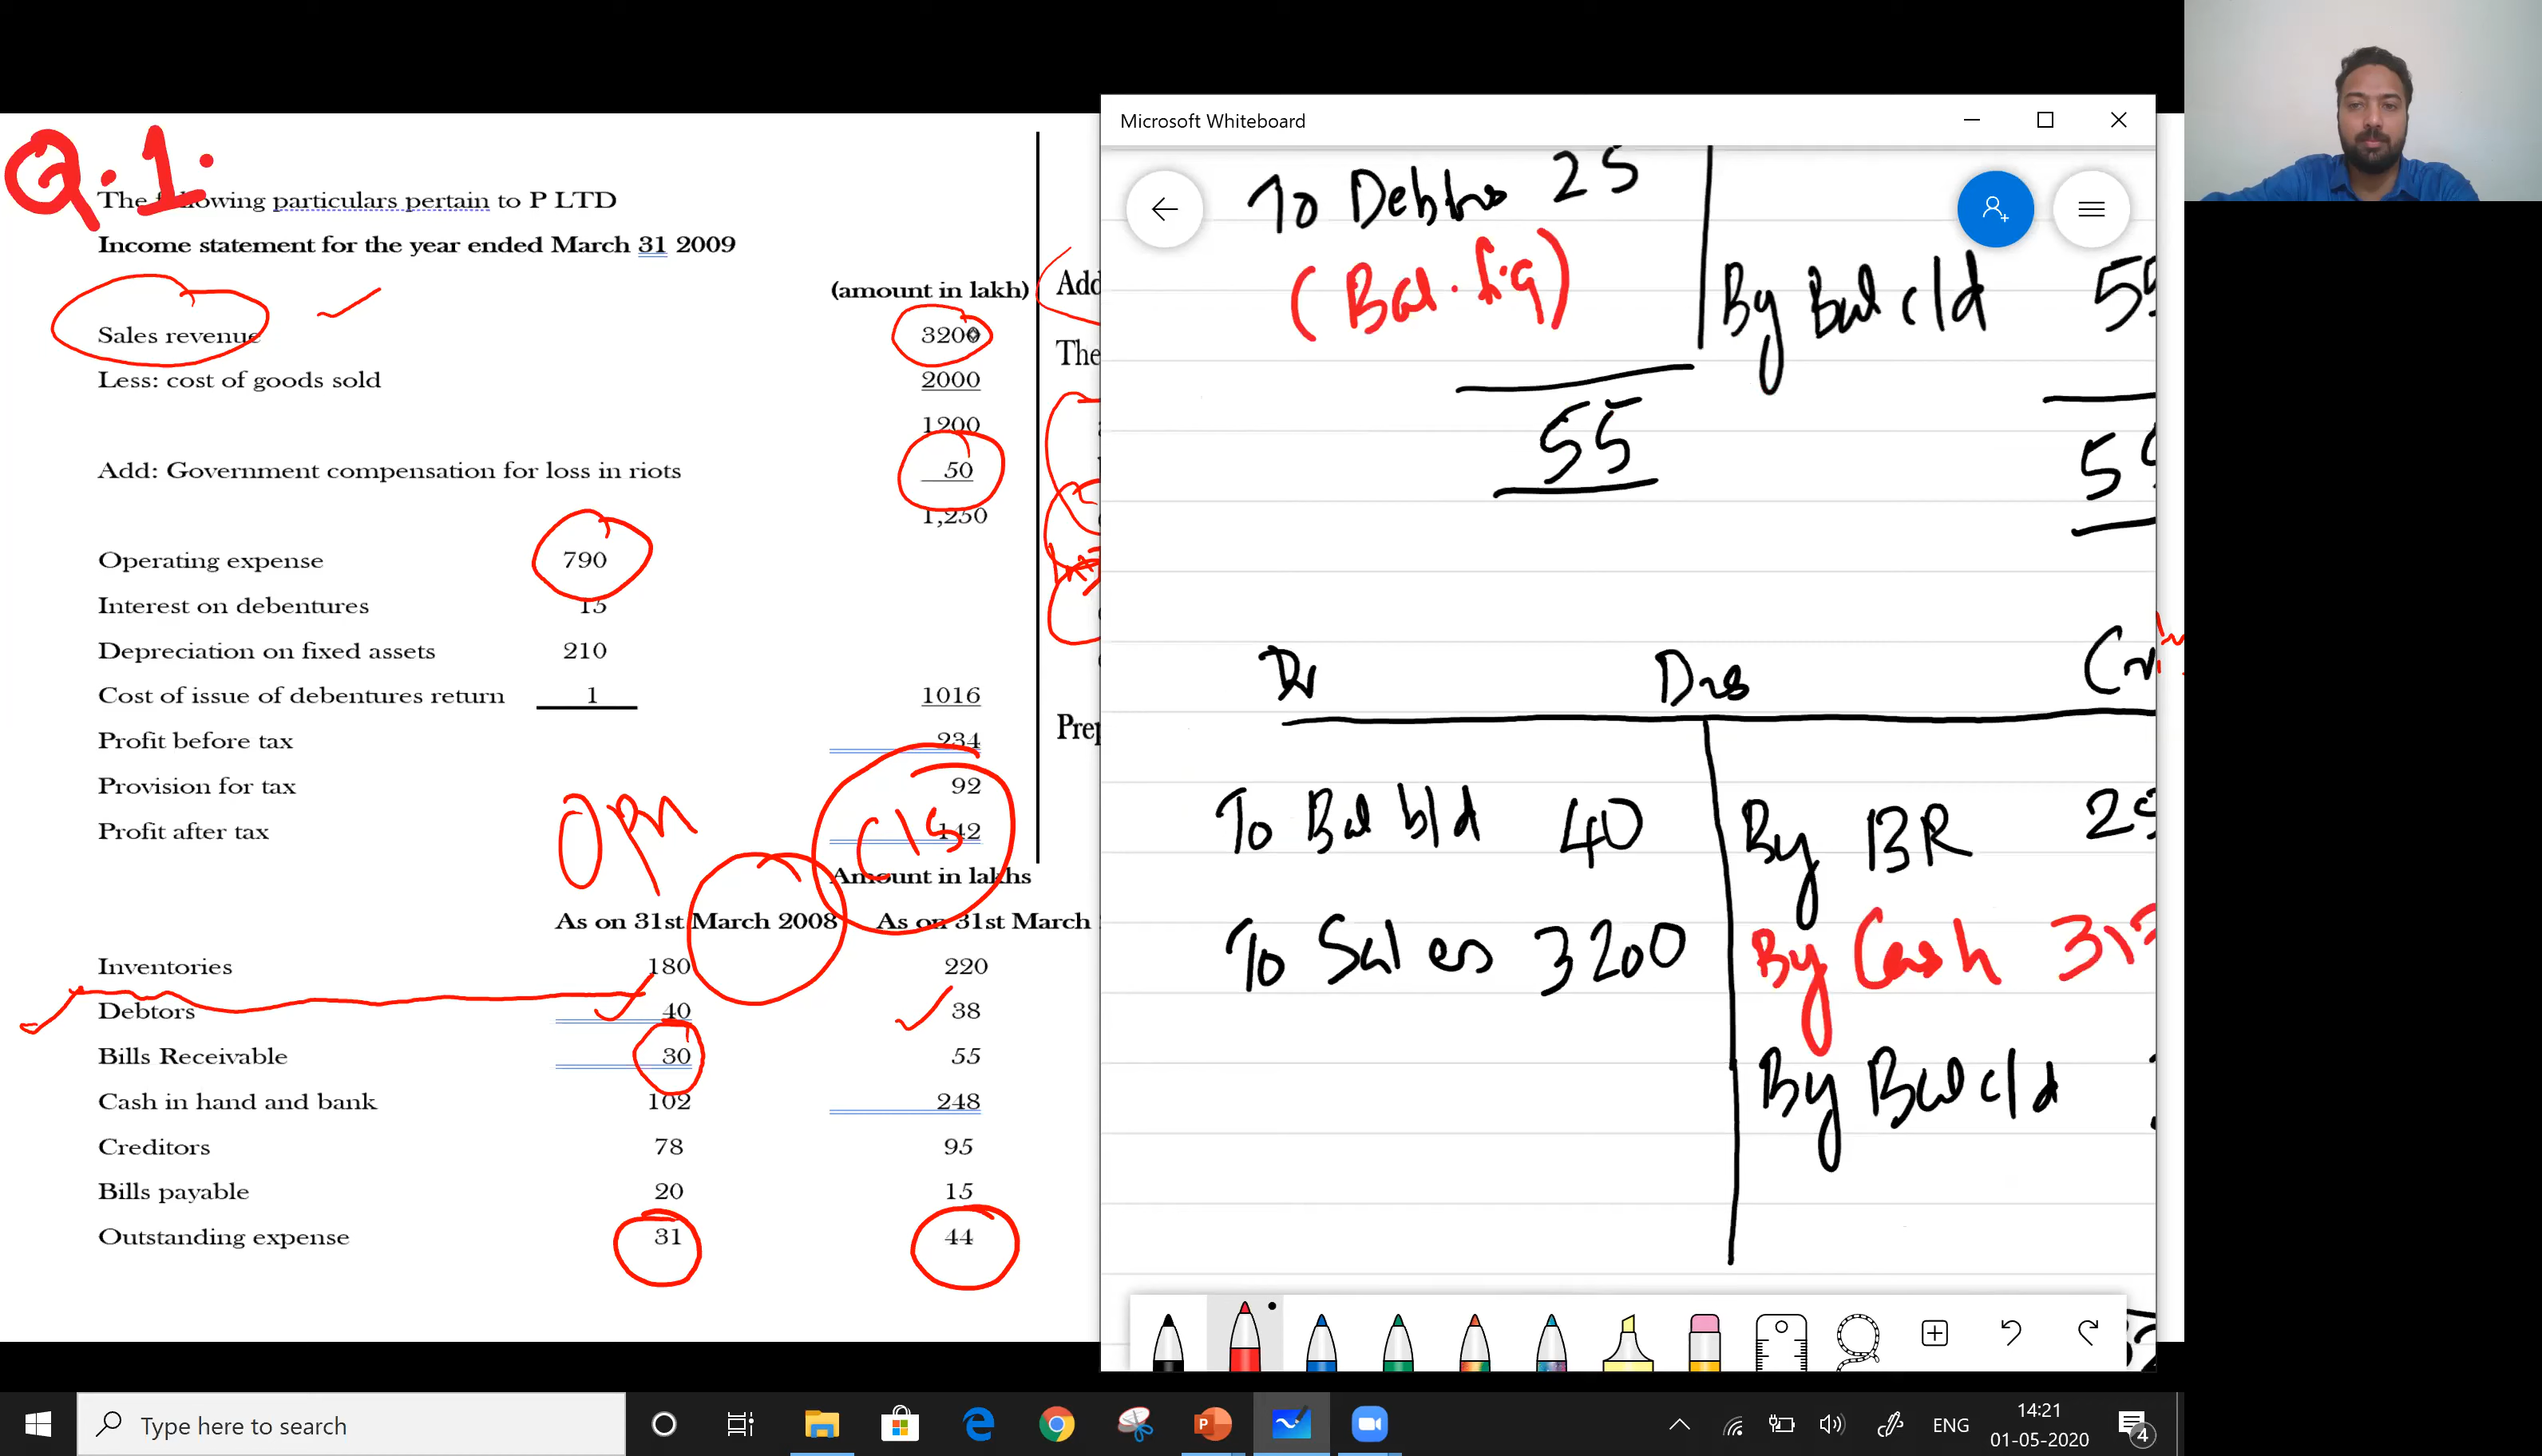 Q.1.
The following particulars pertain to P LTD
Income statement for the year ended March 31 2009
(amount in lakh)
Sales revenue 3200
Less: cost of goods sold 2000
1200
Add: Government compensation for loss in riots 50
1,250
Operating expense 790
Interest on debentures 15
Depreciation on fixed assets 210
Cost of issue of debentures return 1 1016
Profit before tax 234
Provision for tax 92
Profit after tax 142
Opn Cls
Amount in lakhs
As on 31st March 2008 As on 31st March
Inventories 180 220
Debtors 40 38
Bills Receivable 30 55
Cash in hand and bank 102 248
Creditors 78 95
Bills payable 20 15
Outstanding expense 31 44
Add
The
Prep
Microsoft Whiteboard
To Debtrs 25
(Bal. fig) By Bal c/d 55
55 55
Dr Drs Cr
To Bal b/d 40 By BR 25
To Sales 3200 By Cash
By Bal c/d
Type here to search
ENG
14:21
01-05-2020
4